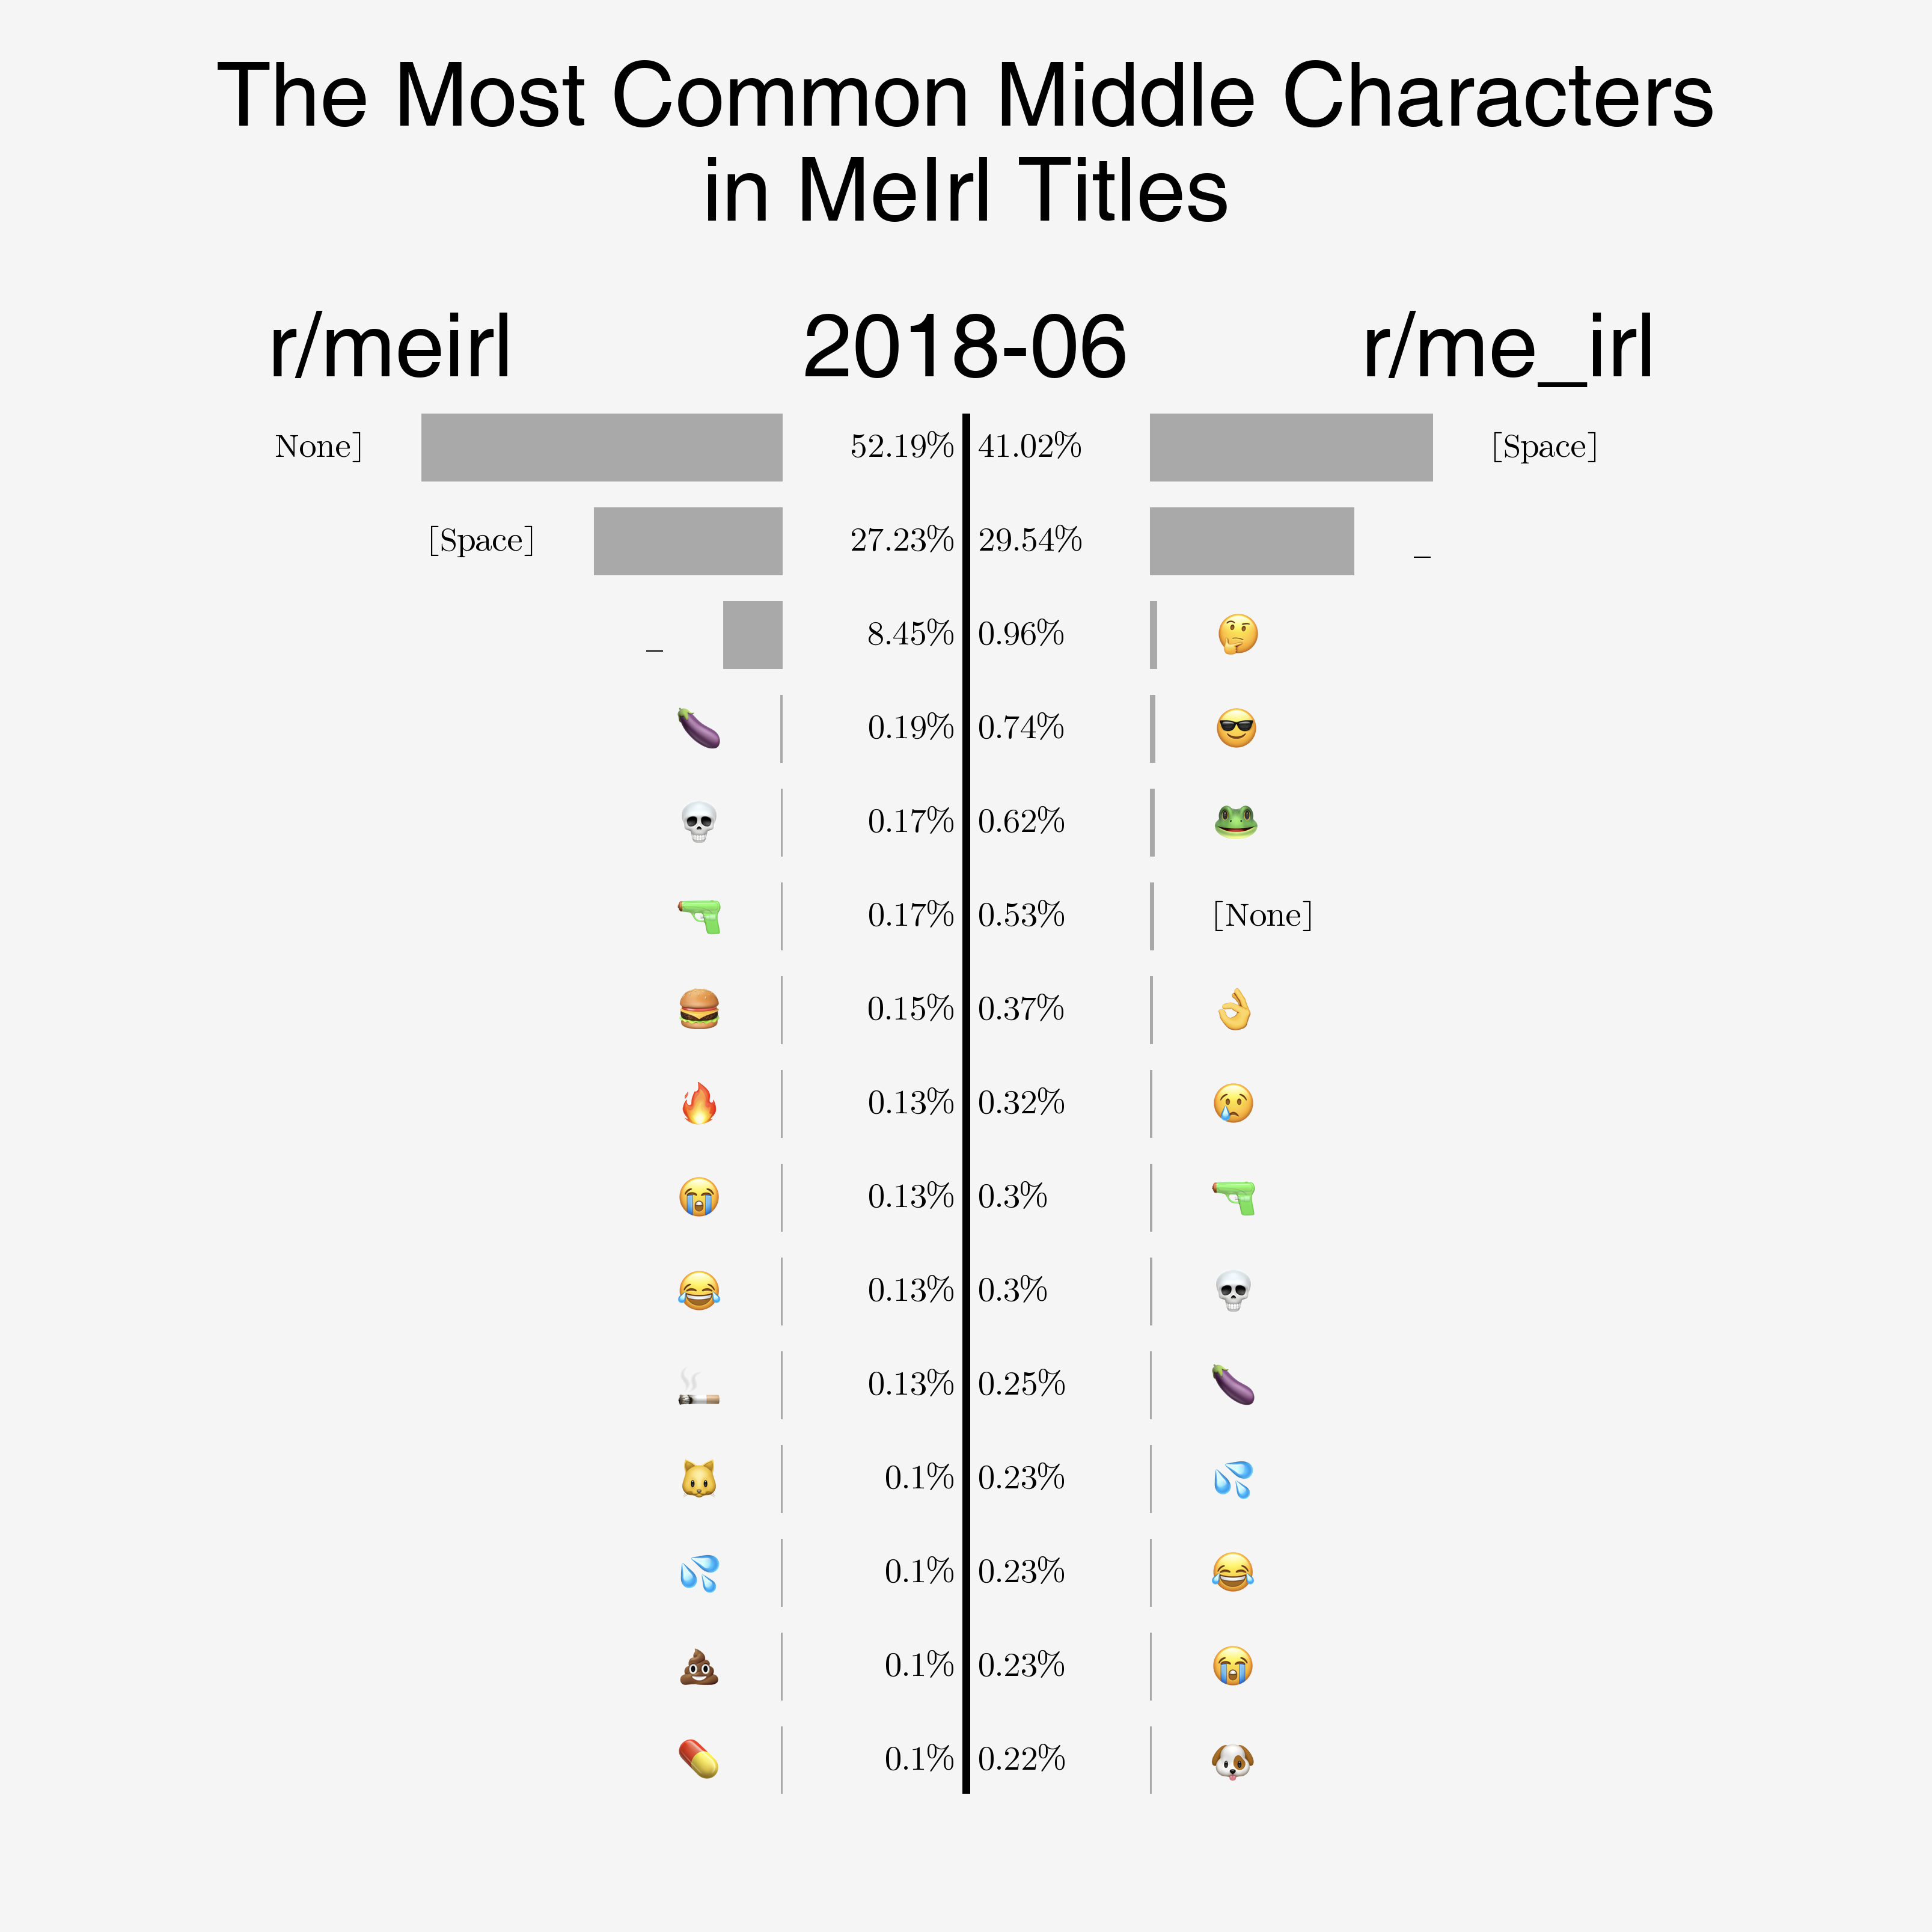 The Most Common Middle Characters
in MeIrl Titles
r/meirl 2018-06 r/me_irl
None] 52.19% 41.02% [Space]
[Space] 27.23% 29.54% _
_ 8.45% 0.96% 🤔
🍆 0.19% 0.74% 😎
💀 0.17% 0.62% 🐸
🔫 0.17% 0.53% [None]
🍔 0.15% 0.37% 👌
🔥 0.13% 0.32% 😢
😭 0.13% 0.3% 🔫
😂 0.13% 0.3% 💀
🚬 0.13% 0.25% 🍆
🐱 0.1% 0.23% 💦
💦 0.1% 0.23% 😂
💩 0.1% 0.23% 😭
💊 0.1% 0.22% 🐶